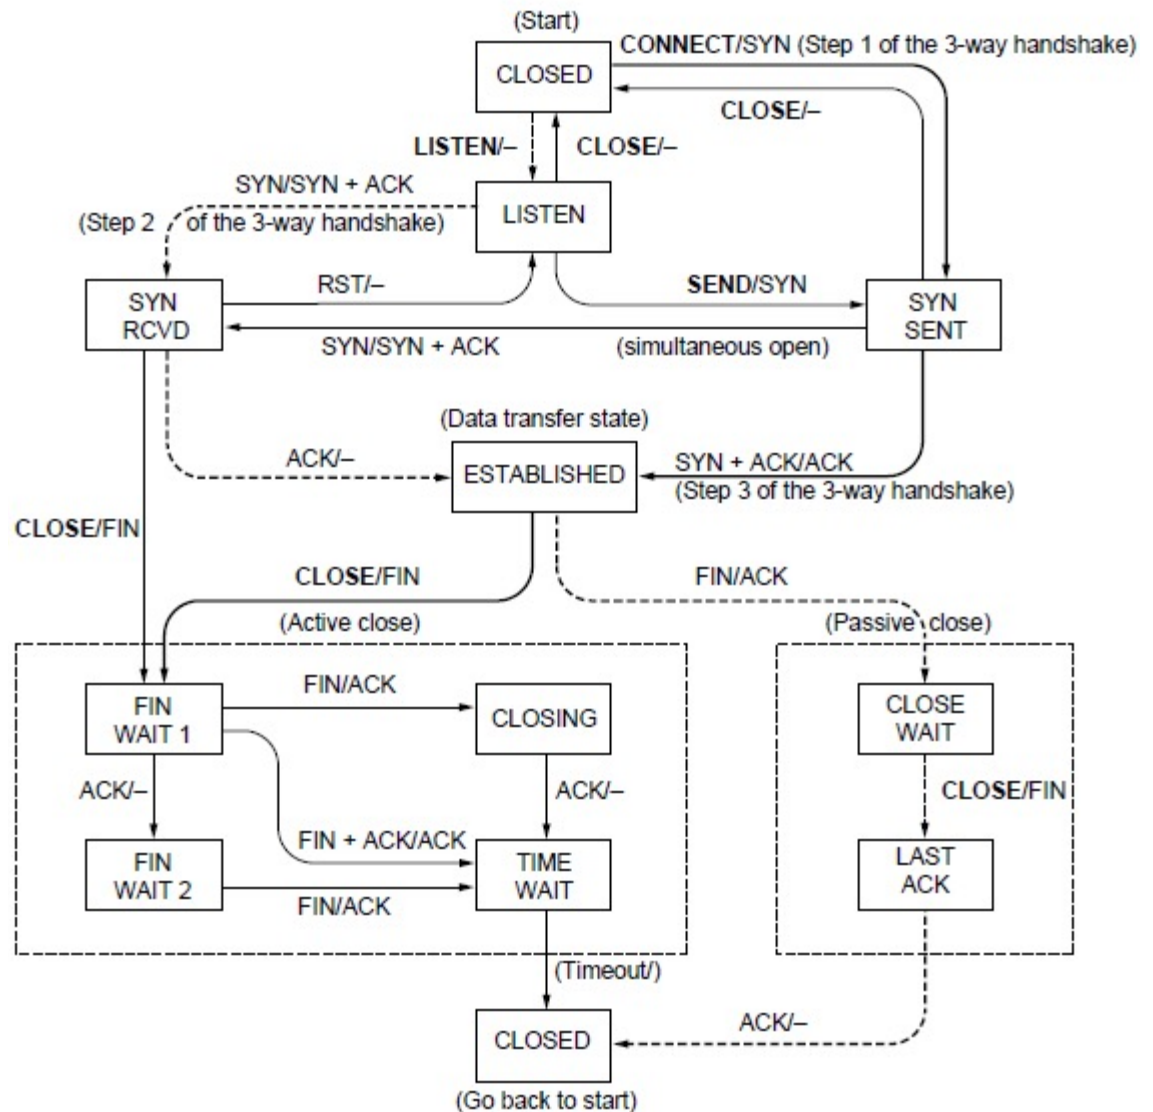 (Start)
CONNECT/SYN (Step 1 of the 3-way handshake)
CLOSED
CLOSE/–
LISTEN/–
CLOSE/–
SYN/SYN + ACK
LISTEN
(Step 2 of the 3-way handshake)
RST/–
SEND/SYN
SYN
RCVD
SYN
SENT
SYN/SYN + ACK
(simultaneous open)
(Data transfer state)
ACK/–
ESTABLISHED
SYN + ACK/ACK
(Step 3 of the 3-way handshake)
CLOSE/FIN
CLOSE/FIN
FIN/ACK
(Active close)
(Passive close)
FIN/ACK
FIN
WAIT 1
CLOSING
CLOSE
WAIT
ACK/–
ACK/–
CLOSE/FIN
FIN + ACK/ACK
FIN
WAIT 2
TIME
WAIT
LAST
ACK
FIN/ACK
(Timeout/)
ACK/–
CLOSED
(Go back to start)